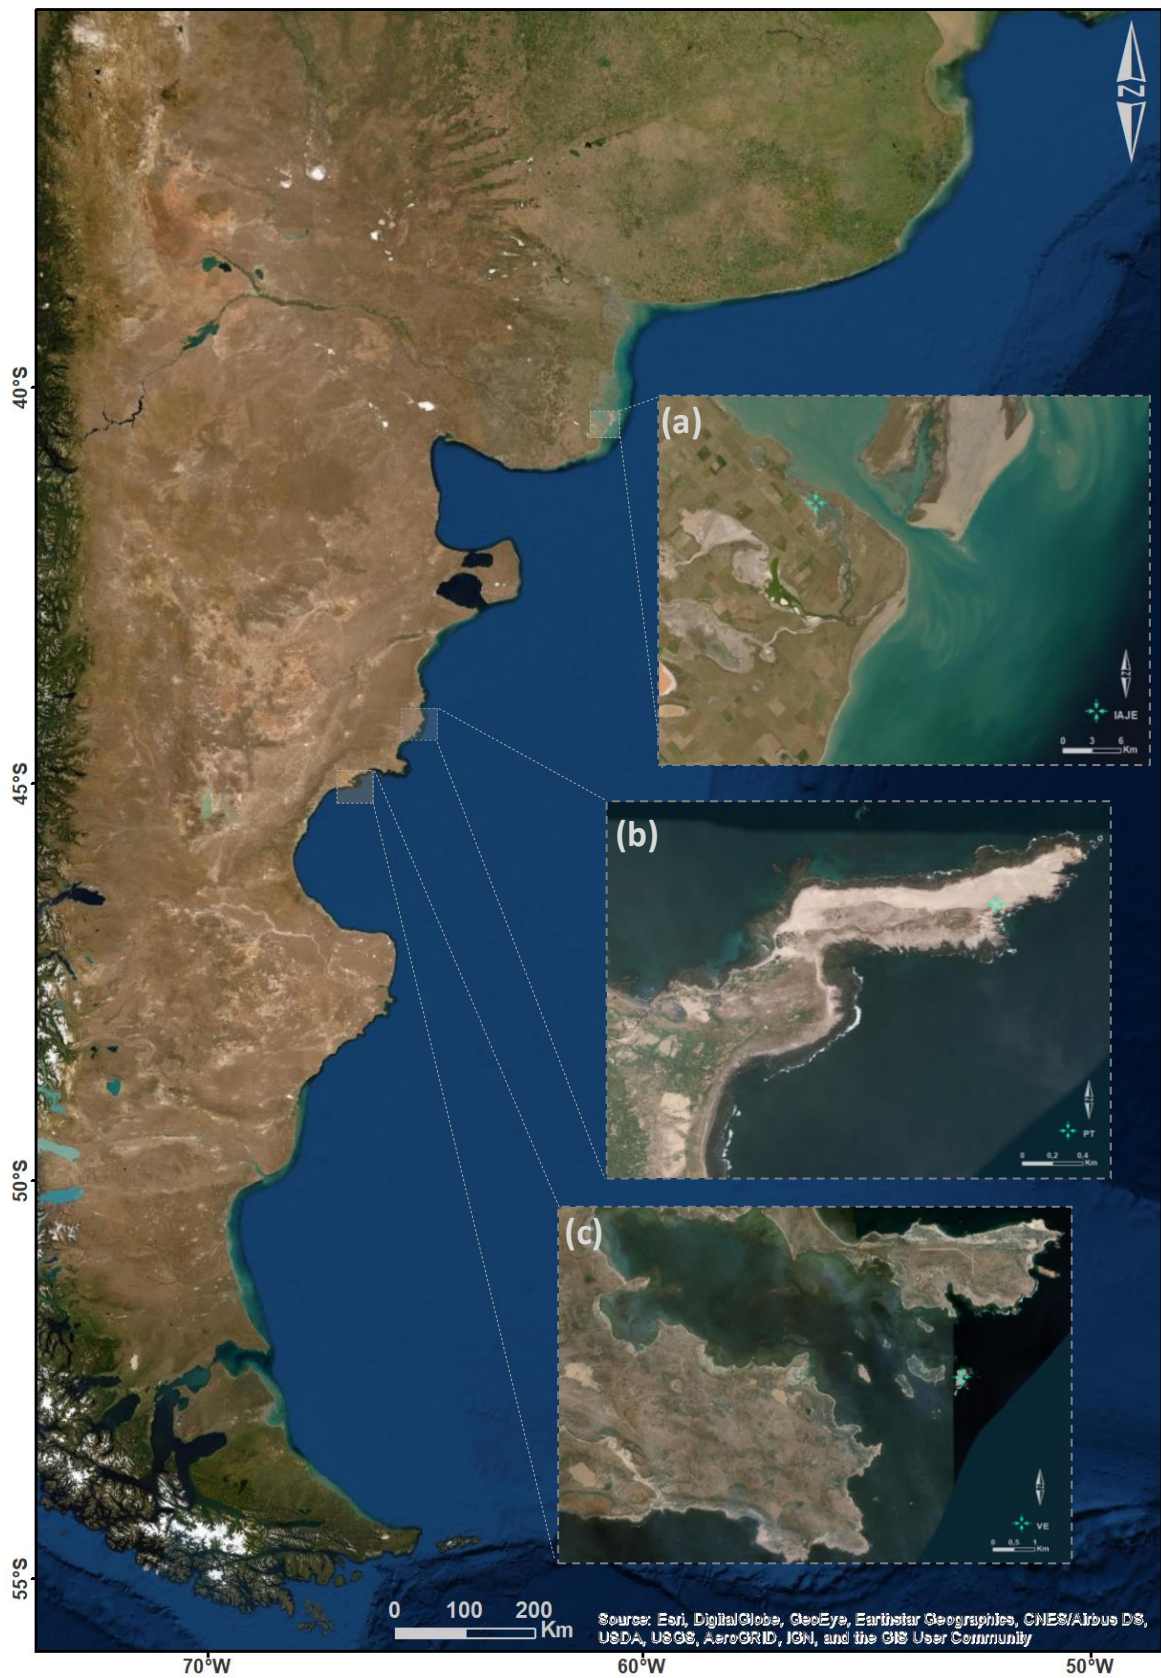 N
40°S
45°S
50°S
55°S
(a)
N
IAJE
0 3 6
Km
(b)
N
PT
0 0,2 0,4
Km
(c)
N
VE
0 0,5 1
Km
0 100 200
Km
Source: Esri, DigitalGlobe, GeoEye, Earthstar Geographics, CNES/Airbus DS,
USDA, USGS, AeroGRID, IGN, and the GIS User Community
70°W 60°W 50°W